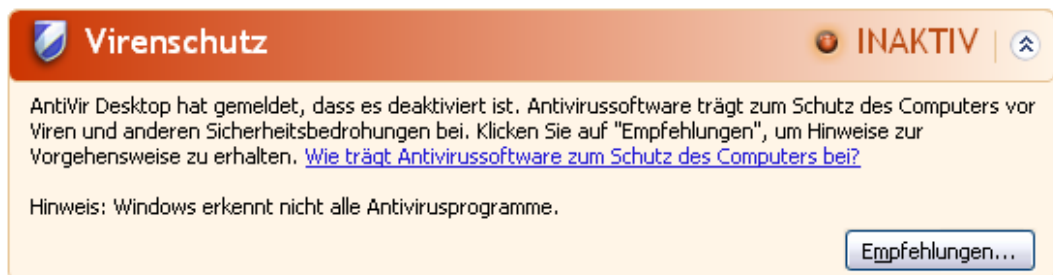 Virenschutz
INAKTIV
AntiVir Desktop hat gemeldet, dass es deaktiviert ist. Antivirussoftware trägt zum Schutz des Computers vor
Viren und anderen Sicherheitsbedrohungen bei. Klicken Sie auf "Empfehlungen", um Hinweise zur
Vorgehensweise zu erhalten. Wie trägt Antivirussoftware zum Schutz des Computers bei?
Hinweis: Windows erkennt nicht alle Antivirusprogramme.
Empfehlungen...